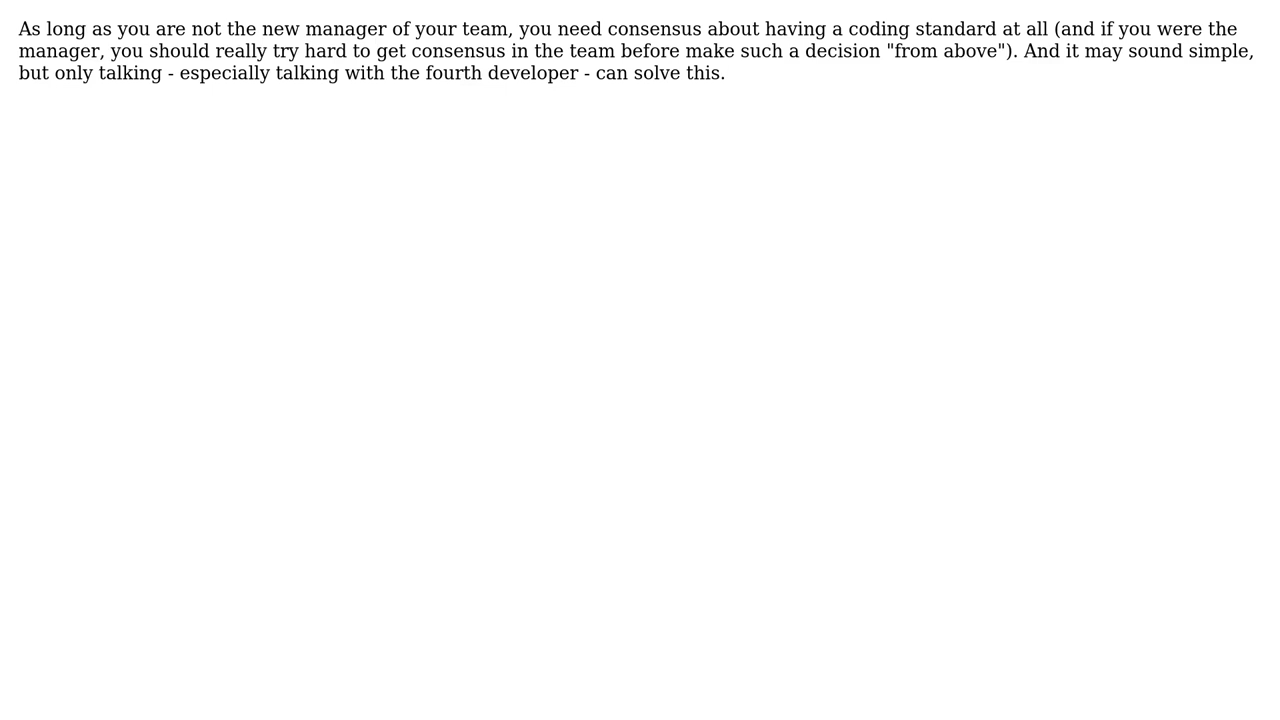 As long as you are not the new manager of your team, you need consensus about having a coding standard at all (and if you were the
manager, you should really try hard to get consensus in the team before make such a decision "from above"). And it may sound simple,
but only talking - especially talking with the fourth developer - can solve this.